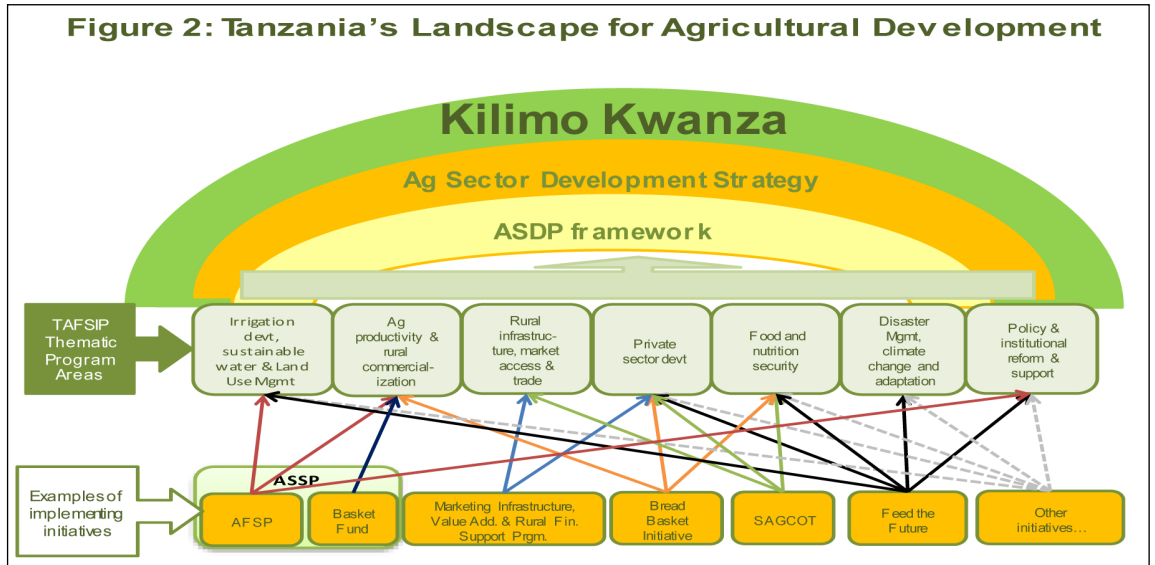 Figure 2: Tanzania's Landscape for Agricultural Development
Kilimo Kwanza
Ag Sector Development Strategy
ASDP framework
TAFSIP
Thematic
Program
Areas
Irrigation
devt,
sustainable
water & Land
Use Mgmt
Ag
productivity &
rural
commercial-
ization
Rural
infrastruc-
ture, market
access &
trade
Private
sector devt
Food and
nutrition
security
Disaster
Mgmt,
climate
change and
adaptation
Policy &
institutional
reform &
support
Examples of
implementing
initiatives
ASSP
AFSP
Basket
Fund
Marketing Infrastructure,
Value Add. & Rural Fin.
Support Prgm.
Bread
Basket
Initiative
SAGCOT
Feed the
Future
Other
initiatives...